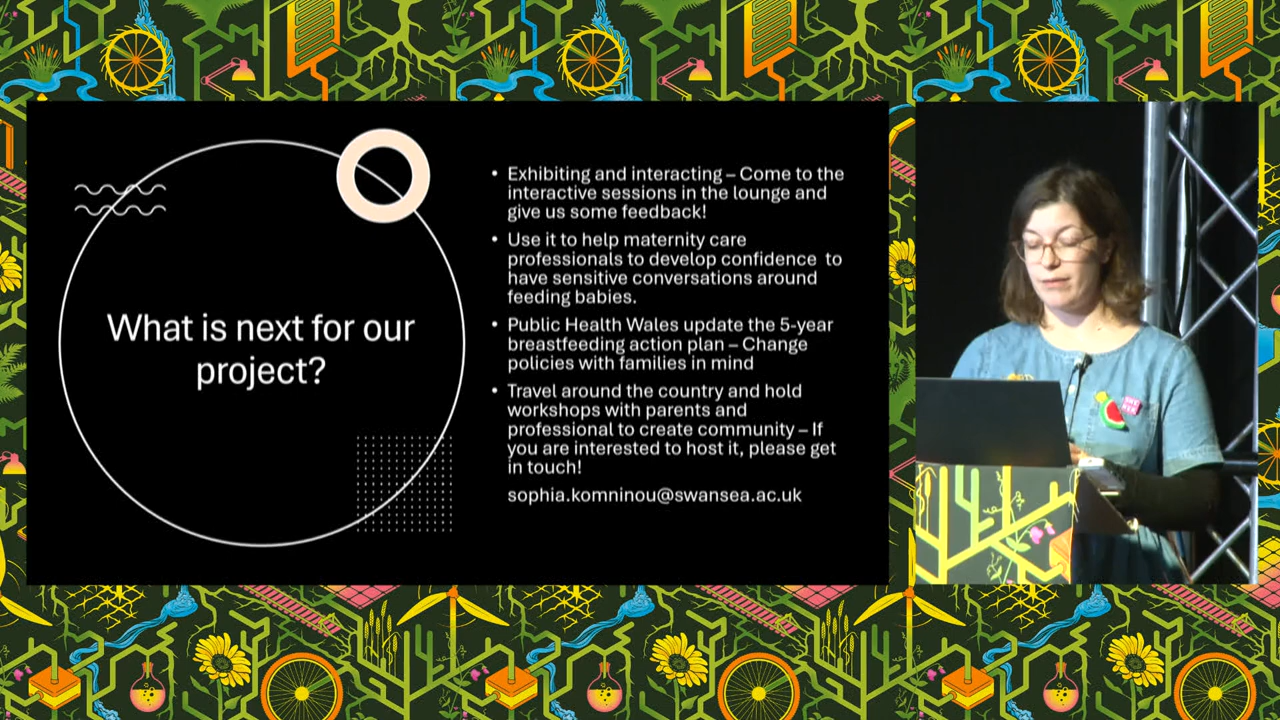 What is next for our
project?
• Exhibiting and interacting – Come to the
interactive sessions in the lounge and
give us some feedback!
• Use it to help maternity care
professionals to develop confidence  to
have sensitive conversations around
feeding babies.
• Public Health Wales update the 5-year
breastfeeding action plan – Change
policies with families in mind
• Travel around the country and hold
workshops with parents and
professional to create community – If
you are interested to host it, please get
in touch!
sophia.komninou@swansea.ac.uk